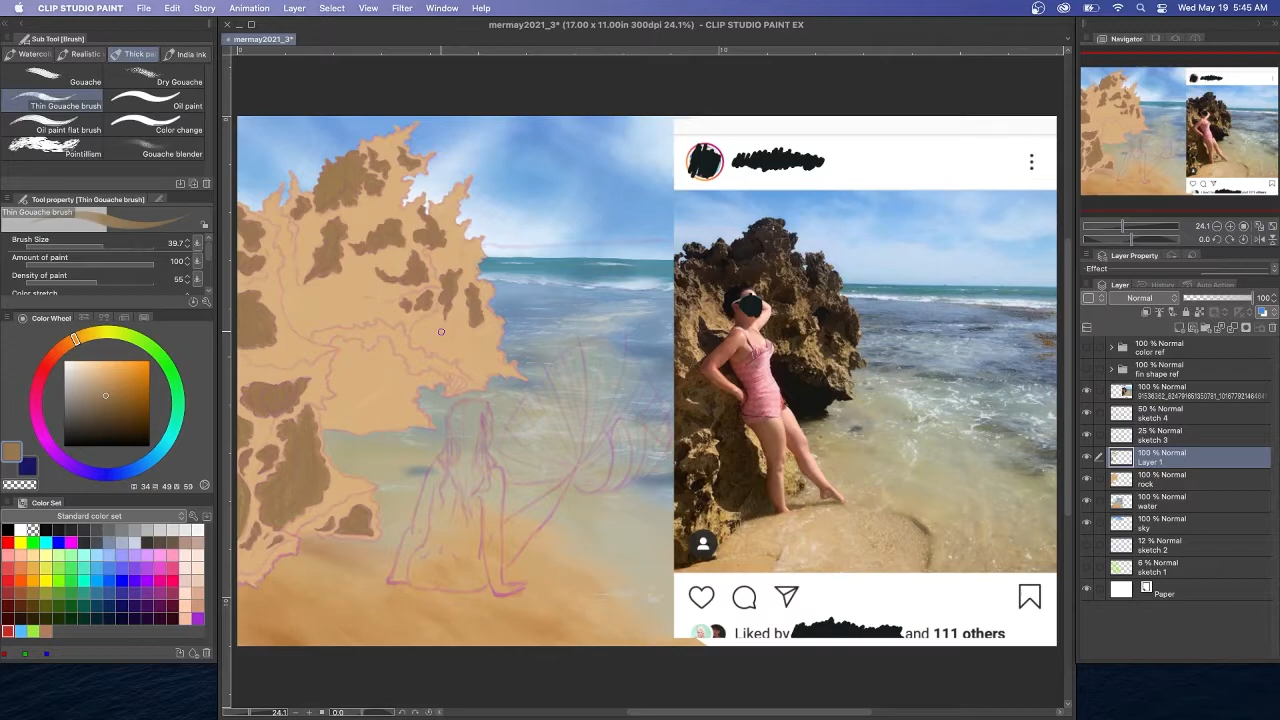 CLIP STUDIO PAINT File Edit Story Animation Layer Select View Filter Window Help Wed May 19 5:45 AM
mermay2021_3* (17.00 x 11.00in 300dpi 24.1%) - CLIP STUDIO PAINT EX
Sub Tool [Brush]
mermay2021_3*
Navigator
Realistic
Thick pa
India ink
Gouache
Dry Gouache
Thin Gouache brush
Oil paint
Oil paint flat brush
Color change
Pointillism
Gouache blender
Tool property [Thin Gouache brush]
Thin Gouache brush
Brush Size 39.7
Amount of paint 100
Density of paint 55
Color stretch
Color Wheel
34 49 59
Color Set
Standard color set
0
10
Liked by and 111 others
24.1 0.0
24.1
0.0
Layer Property
Effect
Layer History Auto Action
Normal 100
100 % Normal
color ref
100 % Normal
fin shape ref
100 % Normal
50 % Normal
sketch 4
25 % Normal
sketch 3
100 % Normal
Layer 1
100 % Normal
rock
100 % Normal
water
100 % Normal
sky
12 % Normal
sketch 2
6 % Normal
sketch 1
Paper